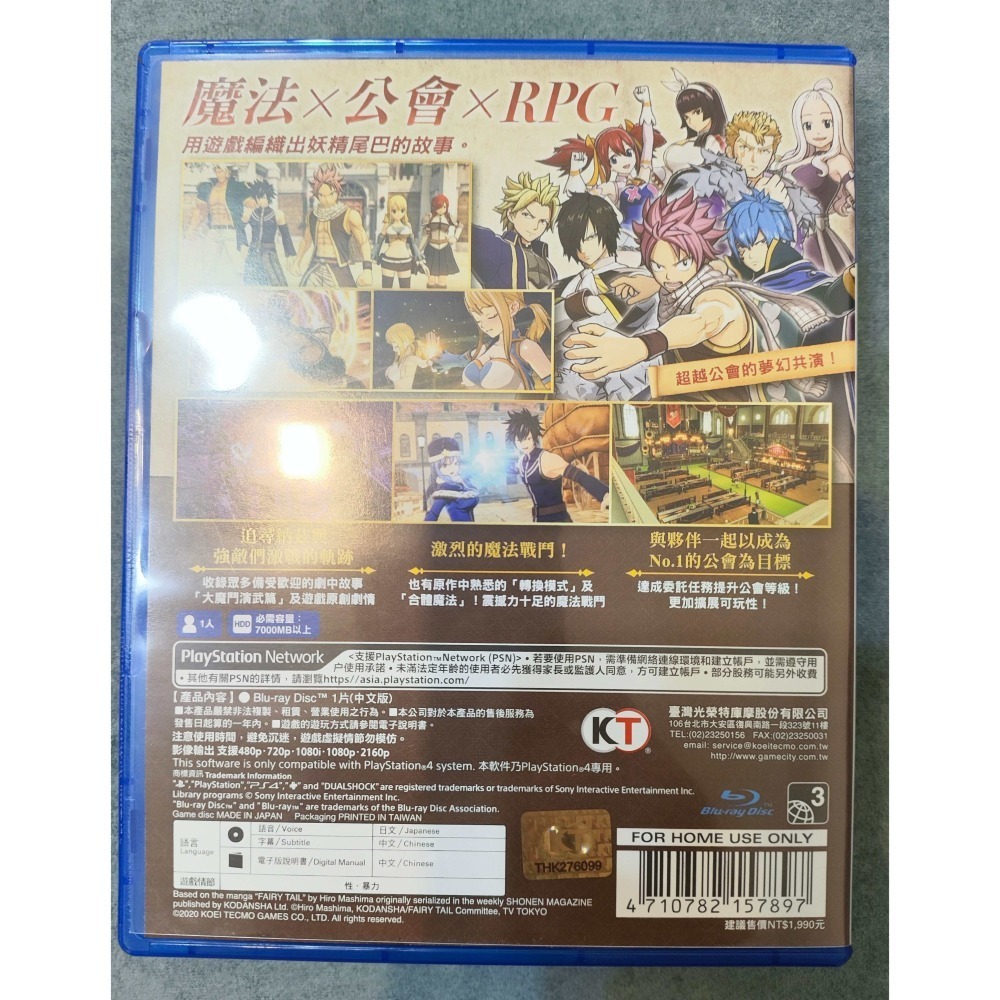 魔法×公會×RPG
用遊戲編織出妖精尾巴的故事。
超越公會的夢幻共演！
追尋
強敵們激戰的軌跡
收錄眾多備受歡迎的劇中故事
「大魔鬥演武篇」及遊戲原創劇情
激烈的魔法戰鬥！
也有原作中熟悉的「轉換模式」及
「合體魔法」！震撼力十足的魔法戰鬥
與夥伴一起以成為
No.1的公會為目標
達成委託任務提升公會等級！
更加擴展可玩性！
1人
HDD 必需容量：
7000MB以上
PlayStation Network
<支援PlayStation™Network (PSN)>•若要使用PSN，需準備網絡連線環境和建立帳戶，並需遵守用
户使用承諾•未滿法定年齡的使用者必先獲得家長或監護人同意，方可建立帳戶•部分股務可能另外收費
•其他有關PSN的詳情，請瀏覽https//asia.playstation.com/
【產品內容】●Blu-ray Disc™ 1片(中文版)
■本產品嚴禁非法複製、租賃、營業使用之行為。■本公司對於本產品的售後服務為
發售日起算的一年內。■遊戲的遊玩方式請參閱電子說明書。
注意使用時間，避免沉迷，遊戲虛擬情節勿模仿。
影像輸出 支援480p•720p•1080i•1080p•2160p
This software is only compatible with PlayStation®4 system. 本軟件乃PlayStation®4專用。
商標資訊 Trademark Information
"PlayStation", "PS4" and "DUALSHOCK" are registered trademarks or trademarks of Sony Interactive Entertainment Inc.
Library programs © Sony Interactive Entertainment Inc.
"Blu-ray Disc™" and "Blu-ray™" are trademarks of the Blu-ray Disc Association.
Game disc MADE IN JAPAN Packaging PRINTED IN TAIWAN
KT
臺灣光榮特庫摩股份有限公司
106台北市大安區復興南路一段323號11樓
TEL:(02)23250156 FAX:(02)23250031
email: service@koeitecmo.com.tw
http://www.gamecity.com.tw
Blu-ray Disc
3
語言
Language
語音/Voice 日文/Japanese
字幕/Subtitle 中文/Chinese
電子版說明書/Digital Manual 中文/Chinese
遊戲情節 性•暴力
THK276099
FOR HOME USE ONLY
4 710782 157897
建議售價NT$1,990元
Based on the manga "FAIRY TAIL" by Hiro Mashima originally serialized in the weekly SHONEN MAGAZINE
published by KODANSHA Ltd. ©Hiro Mashima, KODANSHA/FAIRY TAIL Committee, TV TOKYO
©2020 KOEI TECMO GAMES CO., LTD. All rights reserved.